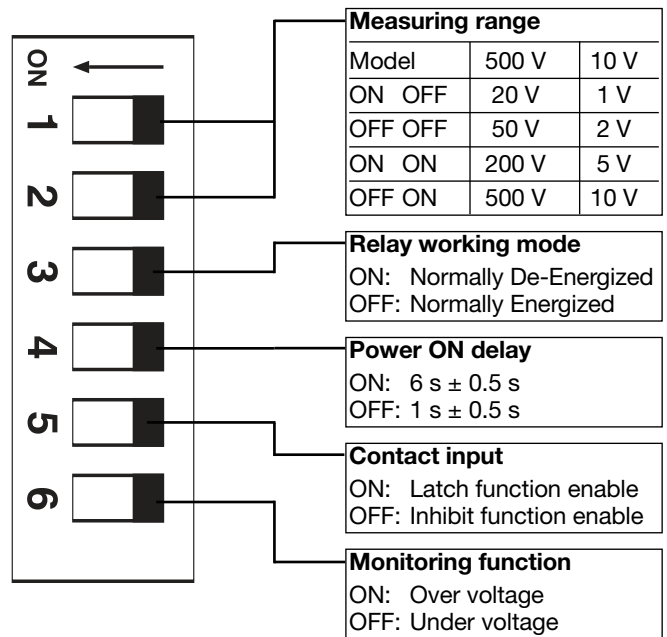 ON
1
2
3
4
5
6
Measuring range
Model 500 V 10 V
ON OFF 20 V 1 V
OFF OFF 50 V 2 V
ON ON 200 V 5 V
OFF ON 500 V 10 V
Relay working mode
ON: Normally De-Energized
OFF: Normally Energized
Power ON delay
ON: 6 s ± 0.5 s
OFF: 1 s ± 0.5 s
Contact input
ON: Latch function enable
OFF: Inhibit function enable
Monitoring function
ON: Over voltage
OFF: Under voltage